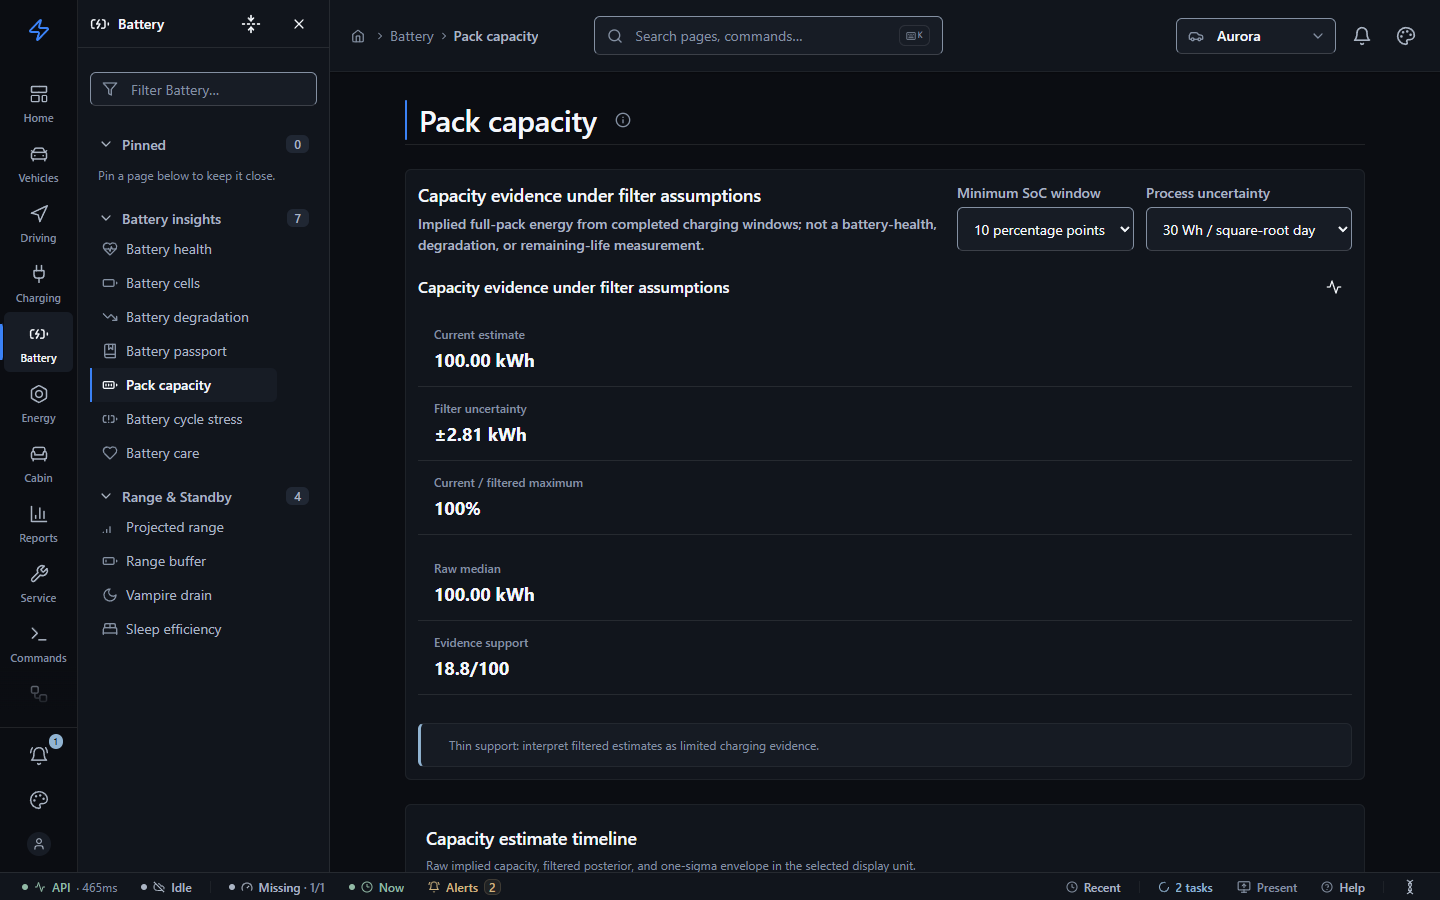 Battery
Battery
Pack capacity
Search pages, commands...
K
Aurora
Home
Vehicles
Driving
Charging
Battery
Energy
Cabin
Reports
Service
Commands
1
Filter Battery...
Pinned
0
Pin a page below to keep it close.
Battery insights
7
Battery health
Battery cells
Battery degradation
Battery passport
Pack capacity
Battery cycle stress
Battery care
Range & Standby
4
Projected range
Range buffer
Vampire drain
Sleep efficiency
Pack capacity
Capacity evidence under filter assumptions
Implied full-pack energy from completed charging windows; not a battery-health,
degradation, or remaining-life measurement.
Minimum SoC window
10 percentage points
Process uncertainty
30 Wh / square-root day
Capacity evidence under filter assumptions
Current estimate
100.00 kWh
Filter uncertainty
±2.81 kWh
Current / filtered maximum
100%
Raw median
100.00 kWh
Evidence support
18.8/100
Thin support: interpret filtered estimates as limited charging evidence.
Capacity estimate timeline
Raw implied capacity, filtered posterior, and one-sigma envelope in the selected display unit.
API · 465ms
Idle
Missing · 1/1
Now
Alerts 2
Recent
2 tasks
Present
Help